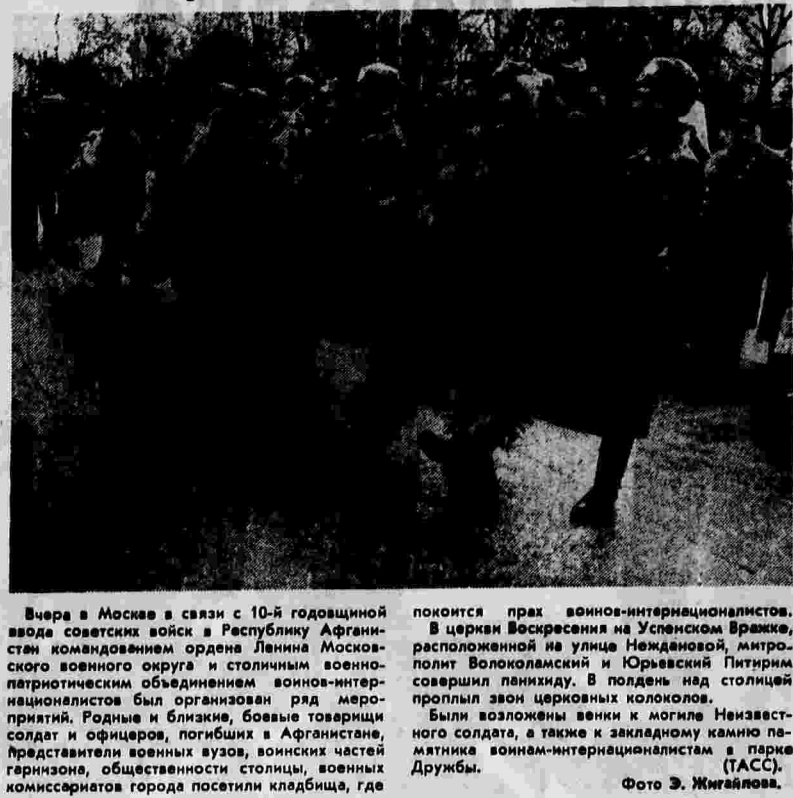 Вчера в Москве в связи с 10-й годовщиной
ввода советских войск в Республику Афгани-
стан командованием ордена Ленина Москов-
ского военного округа и столичным военно-
патриотическим объединением воинов-интер-
националистов был организован ряд меро-
приятий. Родные и близкие, боевые товарищи
солдат и офицеров, погибших в Афганистане,
представители военных вузов, воинских частей
гарнизона, общественности столицы, военных
комиссариатов города посетили кладбища, где
покоится прах воинов-интернационалистов.
В церкви Воскресения на Успенском Вражке,
расположенной на улице Неждановой, митро-
полит Волоколамский и Юрьевский Питирим
совершил панихиду. В полдень над столицей
проплыл звон церковных колоколов.
Были возложены венки к могиле Неизвест-
ного солдата, а также к закладному камню па-
мятника воинам-интернационалистам в парке
Дружбы. (ТАСС).
Фото Э. Жигайлова.